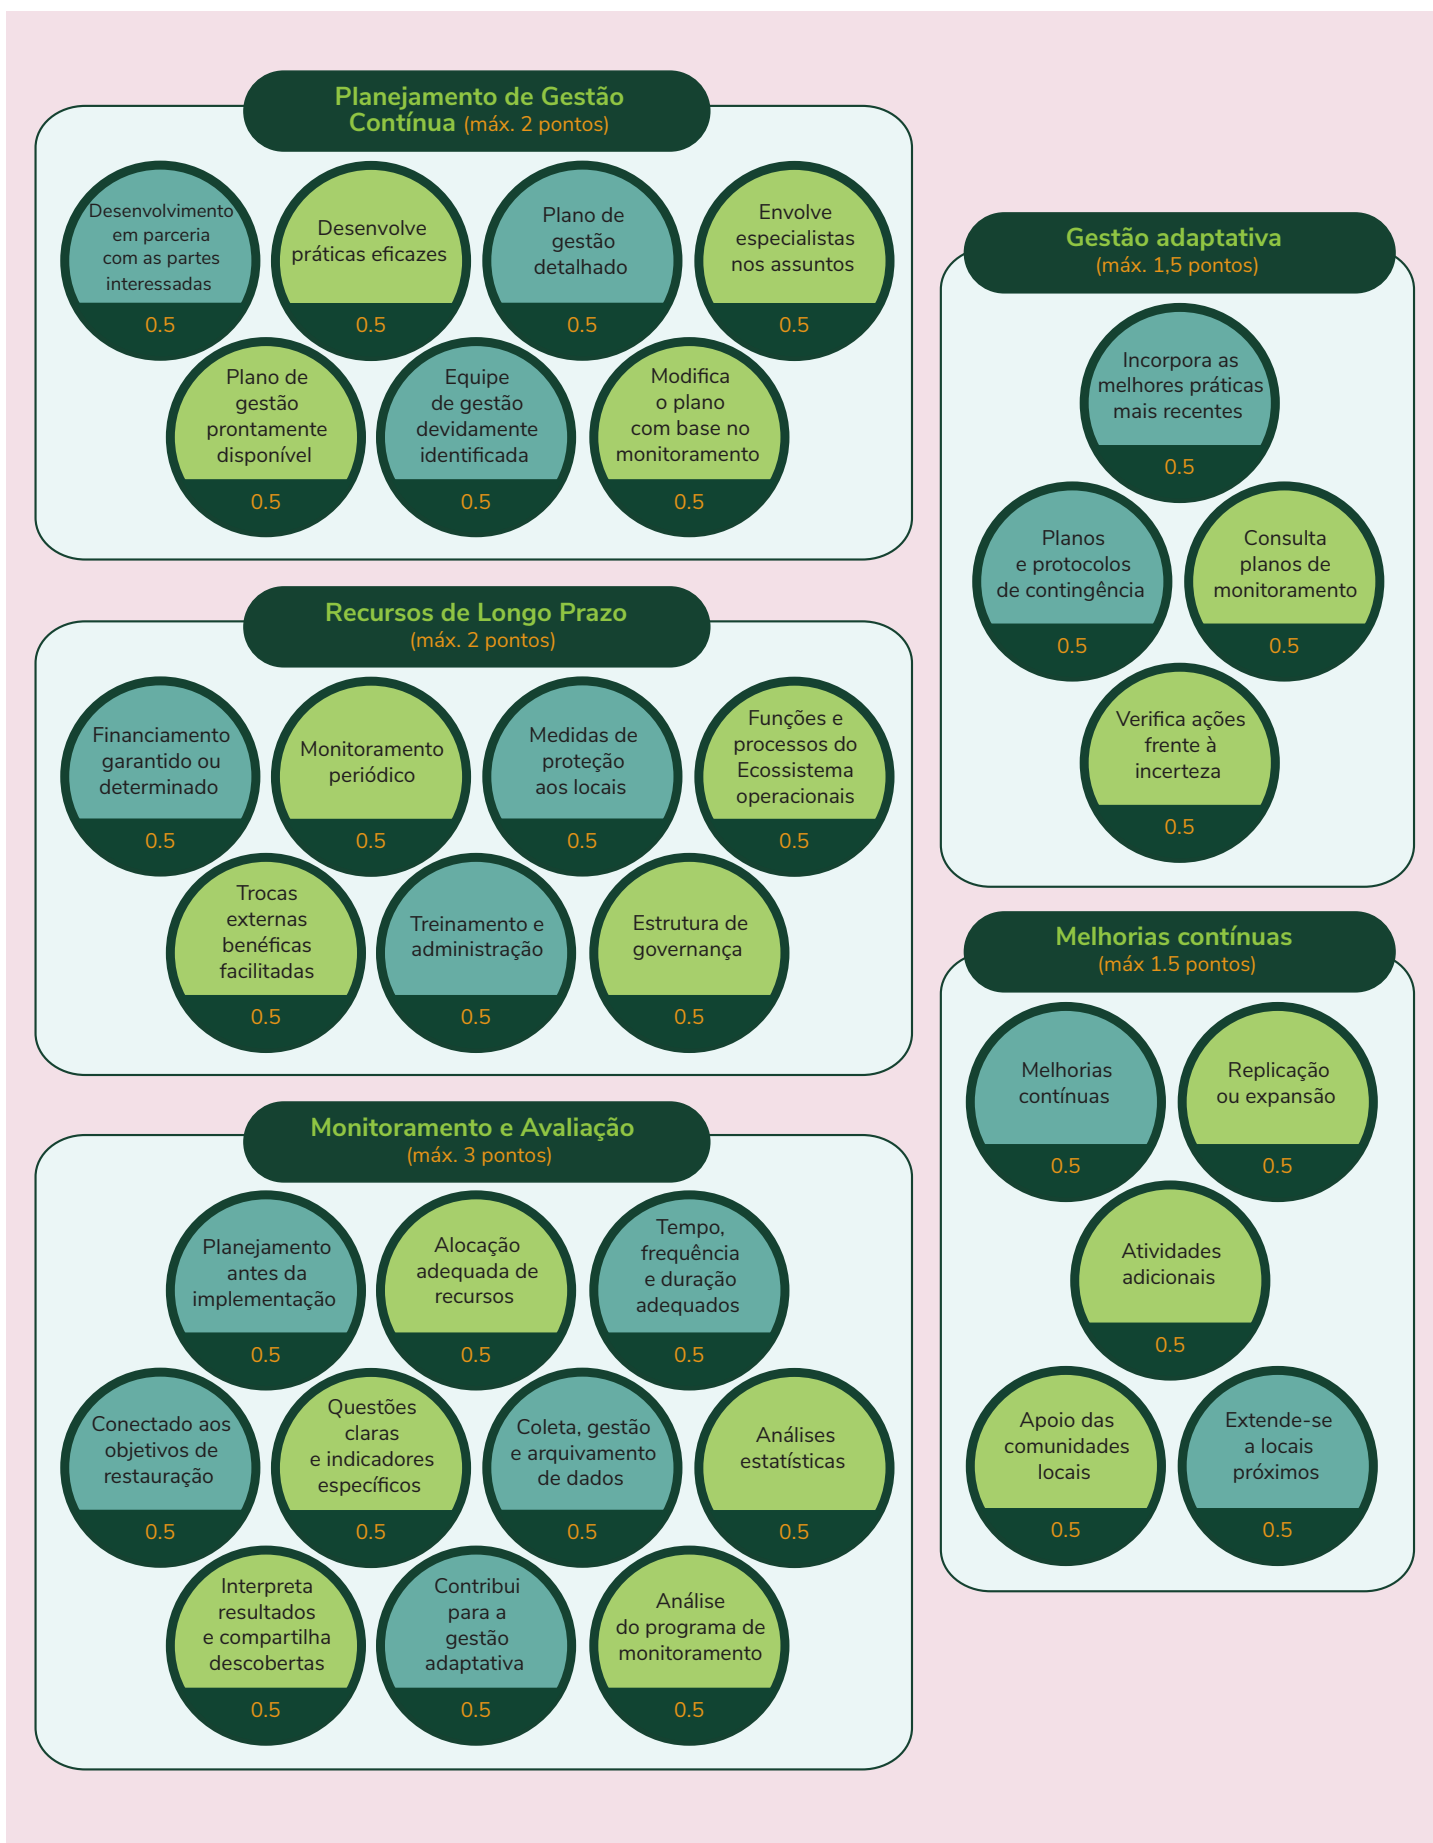 Planejamento de Gestão
Contínua (máx. 2 pontos)
Desenvolvimento
em parceria
com as partes
interessadas
0.5
Desenvolve
práticas eficazes
0.5
Plano de
gestão
detalhado
0.5
Envolve
especialistas
nos assuntos
0.5
Plano de
gestão
prontamente
disponível
0.5
Equipe
de gestão
devidamente
identificada
0.5
Modifica
o plano
com base no
monitoramento
0.5
Recursos de Longo Prazo
(máx. 2 pontos)
Financiamento
garantido ou
determinado
0.5
Monitoramento
periódico
0.5
Medidas de
proteção
aos locais
0.5
Funções e
processos do
Ecossistema
operacionais
0.5
Trocas
externas
benéficas
facilitadas
0.5
Treinamento e
administração
0.5
Estrutura de
governança
0.5
Monitoramento e Avaliação
(máx. 3 pontos)
Planejamento
antes da
implementação
0.5
Alocação
adequada de
recursos
0.5
Tempo,
frequência
e duração
adequados
0.5
Conectado aos
objetivos de
restauração
0.5
Questões
claras
e indicadores
específicos
0.5
Coleta, gestão
e arquivamento
de dados
0.5
Análises
estatísticas
0.5
Interpreta
resultados
e compartilha
descobertas
0.5
Contribui
para a
gestão
adaptativa
0.5
Análise
do programa de
monitoramento
0.5
Gestão adaptativa
(máx. 1,5 pontos)
Incorpora as
melhores práticas
mais recentes
0.5
Planos
e protocolos
de contingência
0.5
Consulta
planos de
monitoramento
0.5
Verifica ações
frente à
incerteza
0.5
Melhorias contínuas
(máx 1.5 pontos)
Melhorias
contínuas
0.5
Replicação
ou expansão
0.5
Atividades
adicionais
0.5
Apoio das
comunidades
locais
0.5
Extende-se
a locais
próximos
0.5